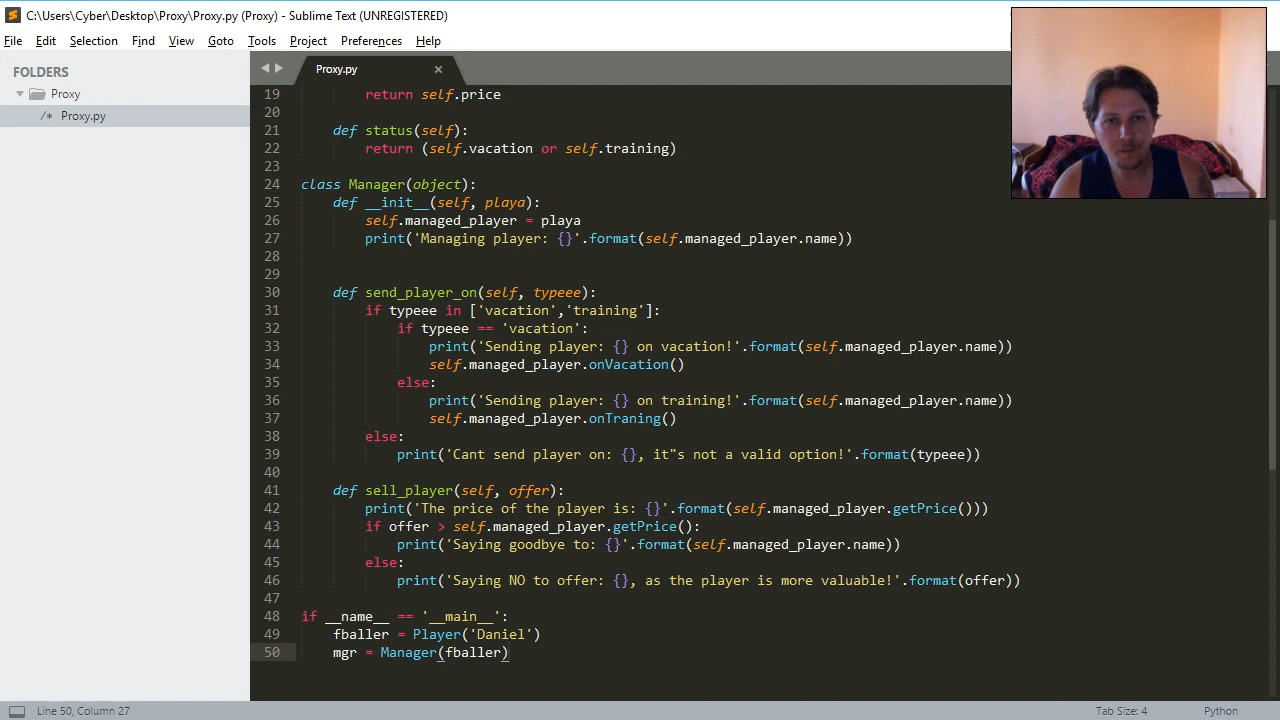 C:\Users\Cyber\Desktop\Proxy\Proxy.py (Proxy) - Sublime Text (UNREGISTERED)
File Edit Selection Find View Goto Tools Project Preferences Help
FOLDERS
Proxy
/* Proxy.py
Proxy.py ×
19 return self.price
20
21 def status(self):
22 return (self.vacation or self.training)
23
24 class Manager(object):
25 def __init__(self, playa):
26 self.managed_player = playa
27 print('Managing player: {}'.format(self.managed_player.name))
28
29
30 def send_player_on(self, typeee):
31 if typeee in ['vacation','training']:
32 if typeee == 'vacation':
33 print('Sending player: {} on vacation!'.format(self.managed_player.name))
34 self.managed_player.onVacation()
35 else:
36 print('Sending player: {} on training!'.format(self.managed_player.name))
37 self.managed_player.onTraning()
38 else:
39 print('Cant send player on: {}, it"s not a valid option!'.format(typeee))
40
41 def sell_player(self, offer):
42 print('The price of the player is: {}'.format(self.managed_player.getPrice()))
43 if offer > self.managed_player.getPrice():
44 print('Saying goodbye to: {}'.format(self.managed_player.name))
45 else:
46 print('Saying NO to offer: {}, as the player is more valuable!'.format(offer))
47
48 if __name__ == '__main__':
49 fballer = Player('Daniel')
50 mgr = Manager(fballer)
Line 50, Column 27 Tab Size: 4 Python